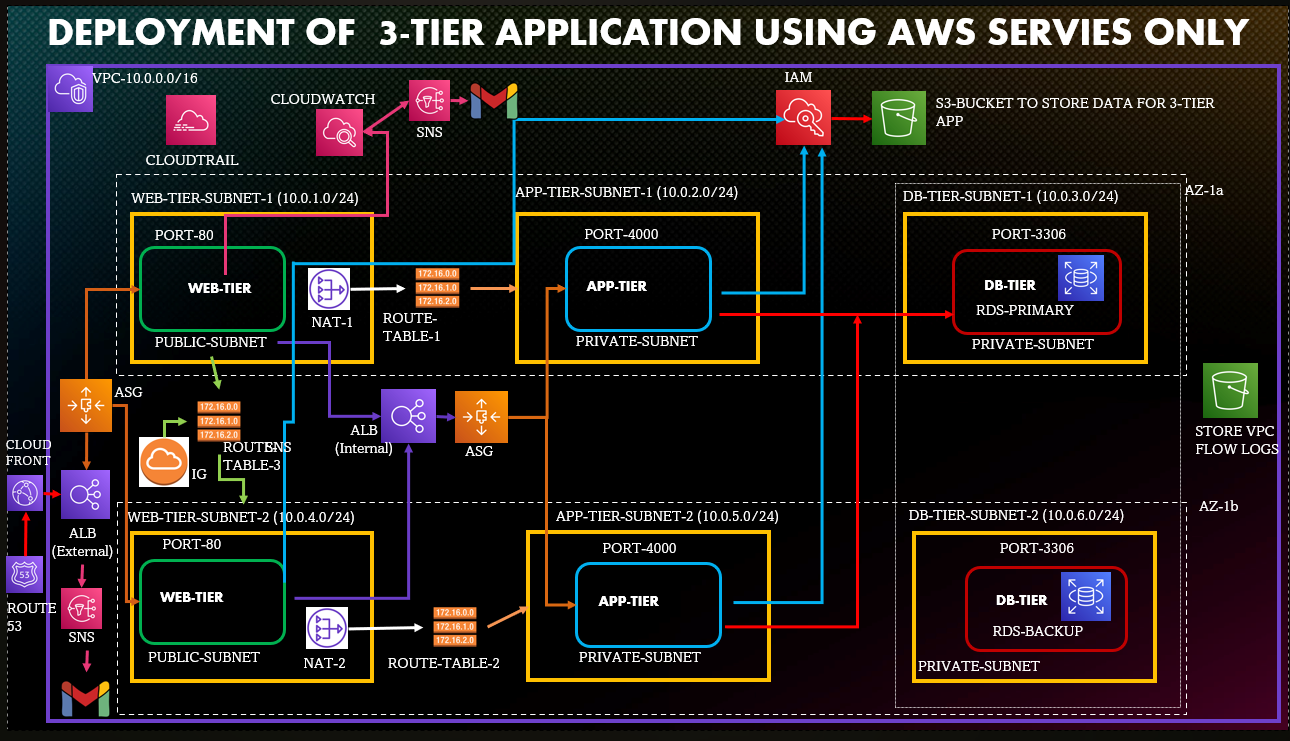 DEPLOYMENT OF 3-TIER APPLICATION USING AWS SERVIES ONLY
VPC-10.0.0.0/16
CLOUDTRAIL
CLOUDWATCH
SNS
IAM
S3-BUCKET TO STORE DATA FOR 3-TIER
APP
AZ-1a
WEB-TIER-SUBNET-1 (10.0.1.0/24)
PORT-80
WEB-TIER
PUBLIC-SUBNET
NAT-1
172.16.0.0
172.16.1.0
172.16.2.0
ROUTE-
TABLE-1
APP-TIER-SUBNET-1 (10.0.2.0/24)
PORT-4000
APP-TIER
PRIVATE-SUBNET
DB-TIER-SUBNET-1 (10.0.3.0/24)
PORT-3306
DB-TIER
RDS-PRIMARY
PRIVATE-SUBNET
ASG
172.16.0.0
172.16.1.0
172.16.2.0
ROUTE-
TABLE-3
SNS
IG
ALB
(Internal)
ASG
STORE VPC
FLOW LOGS
CLOUD
FRONT
ALB
(External)
53
ROUTE
53
SNS
AZ-1b
WEB-TIER-SUBNET-2 (10.0.4.0/24)
PORT-80
WEB-TIER
PUBLIC-SUBNET
NAT-2
172.16.0.0
172.16.1.0
172.16.2.0
ROUTE-TABLE-2
APP-TIER-SUBNET-2 (10.0.5.0/24)
PORT-4000
APP-TIER
PRIVATE-SUBNET
DB-TIER-SUBNET-2 (10.0.6.0/24)
PORT-3306
DB-TIER
RDS-BACKUP
PRIVATE-SUBNET